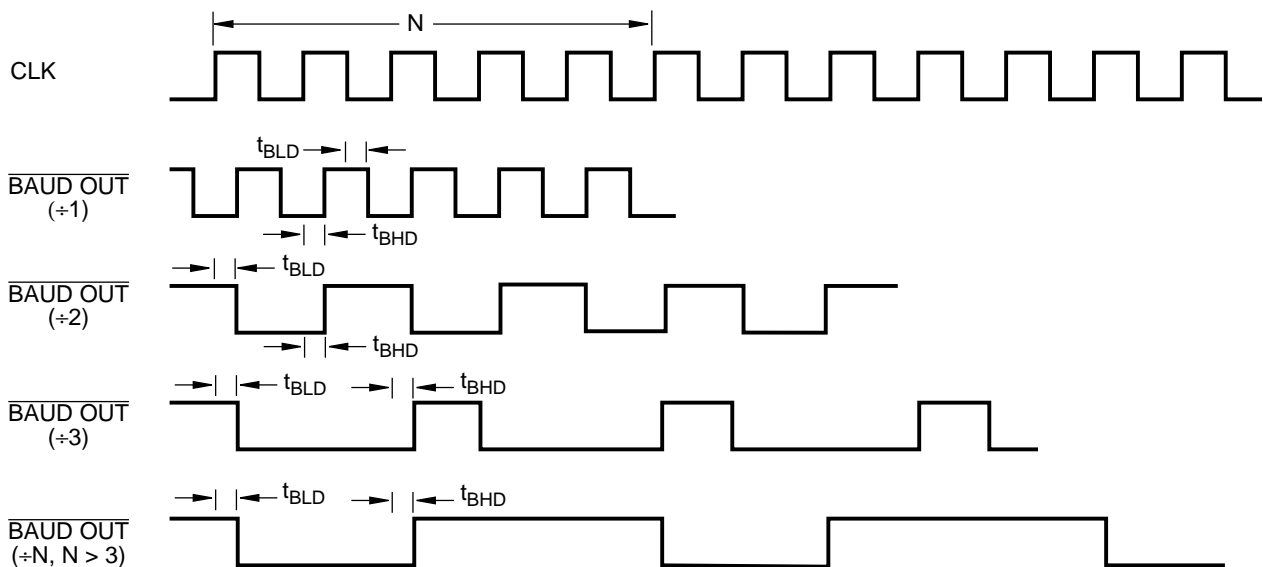 N
CLK
tBLD
BAUD OUT
(÷1)
tBHD
tBLD
BAUD OUT
(÷2)
tBHD
tBLD
tBHD
BAUD OUT
(÷3)
tBLD
tBHD
BAUD OUT
(÷N, N > 3)